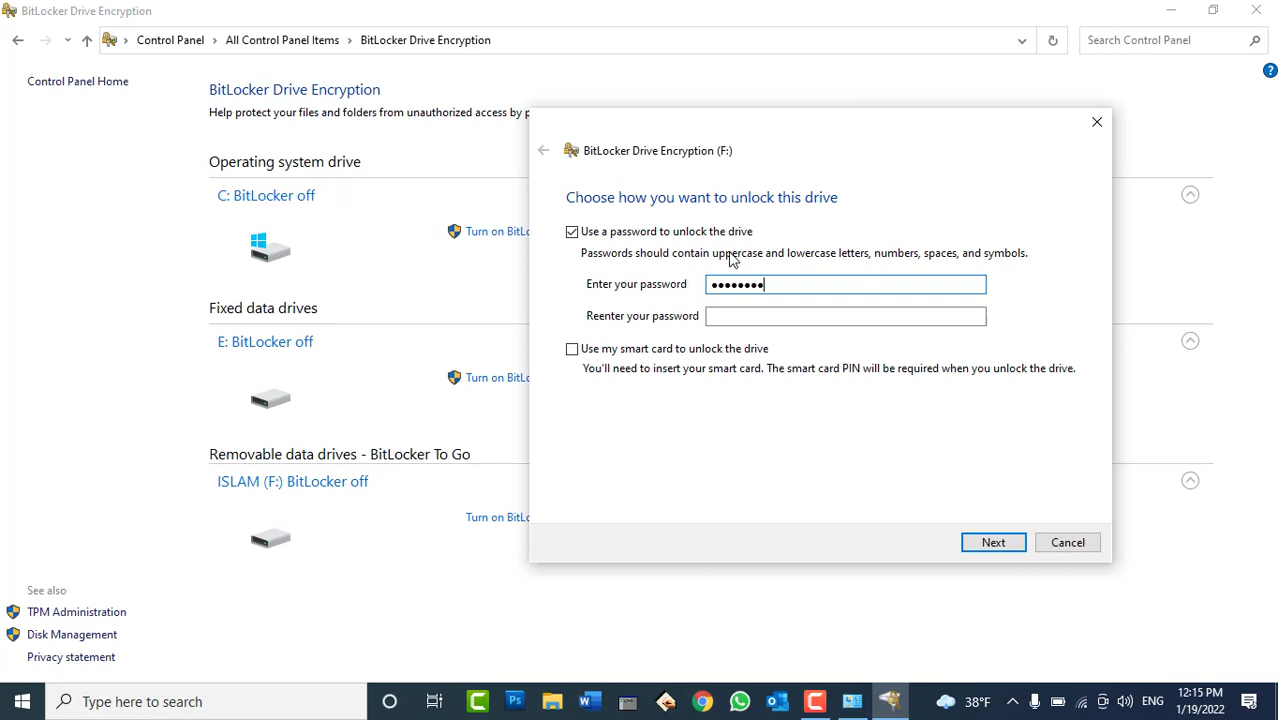 BitLocker Drive Encryption
Control Panel > All Control Panel Items > BitLocker Drive Encryption
Search Control Panel
Control Panel Home
BitLocker Drive Encryption
Help protect your files and folders from unauthorized access by
Operating system drive
C: BitLocker off
Turn on
Fixed data drives
E: BitLocker off
Turn on
Removable data drives - BitLocker To Go
ISLAM (F:) BitLocker off
Turn on
See also
TPM Administration
Disk Management
Privacy statement
BitLocker Drive Encryption (F:)
Choose how you want to unlock this drive
Use a password to unlock the drive
Passwords should contain uppercase and lowercase letters, numbers, spaces, and symbols.
Enter your password ••••••••
Reenter your password
Use my smart card to unlock the drive
You'll need to insert your smart card. The smart card PIN will be required when you unlock the drive.
Next Cancel
Type here to search
Ps
38°F
ENG
12:15 PM
1/19/2022